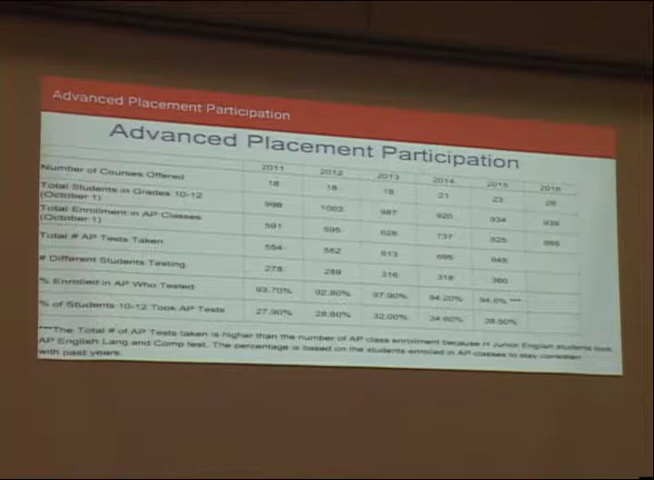 Advanced Placement Participation
Advanced Placement Participation
2011 2012 2013 2014 2015 2016
Number of Courses Offered 18 18 18 21 23
Total Students in Grades 10-12 998 1003 987 920 934 939
(October 1)
Total Enrollment in AP Classes 591 595 626 737 825
(October 1)
Total # AP Tests Taken 554 552 613 695
# Different Students Testing 278 289 316 318 360
% Enrolled in AP Who Tested 93.70% 92.80% 97.90% 94.20% 94.6% ***
% of Students 10-12 Took AP Tests 27.90% 28.80% 32.00% 34.60% 38.50%
***The Total # of AP Tests taken is higher than the number of AP class enrollment because Junior English students took
AP English Lang and Comp test. The percentage is based on the students enrolled in AP classes to stay consistent
with past years.